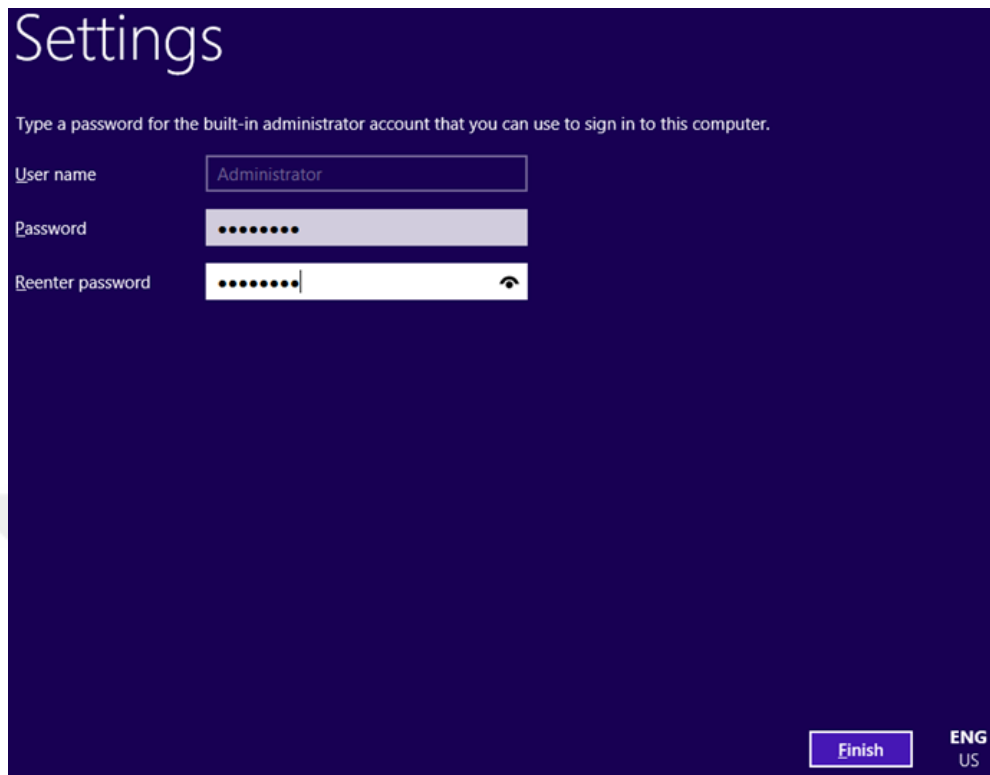 Settings
Type a password for the built-in administrator account that you can use to sign in to this computer.
User name Administrator
Password ••••••••
Reenter password ••••••••
Finish ENG
US